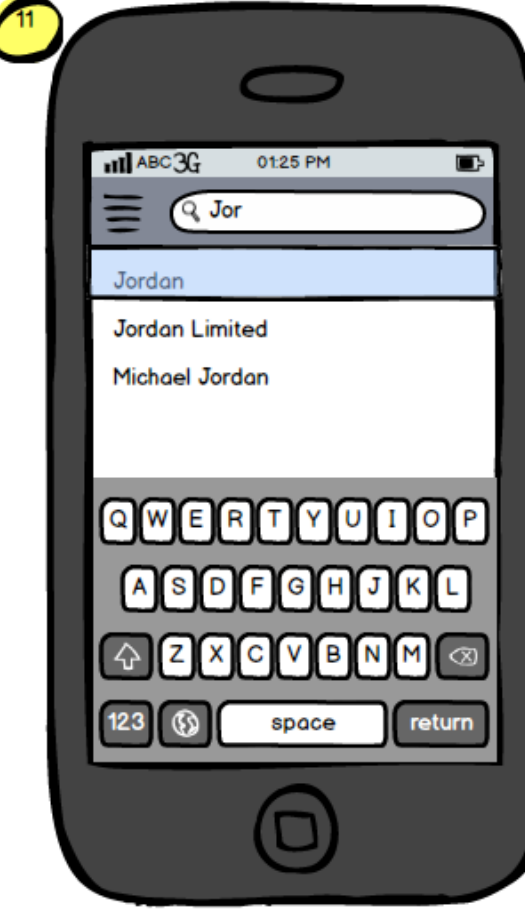 11
ABC 3G 01:25 PM
Jor
Jordan
Jordan Limited
Michael Jordan
Q W E R T Y U I O P
A S D F G H J K L
Z X C V B N M
123 space return